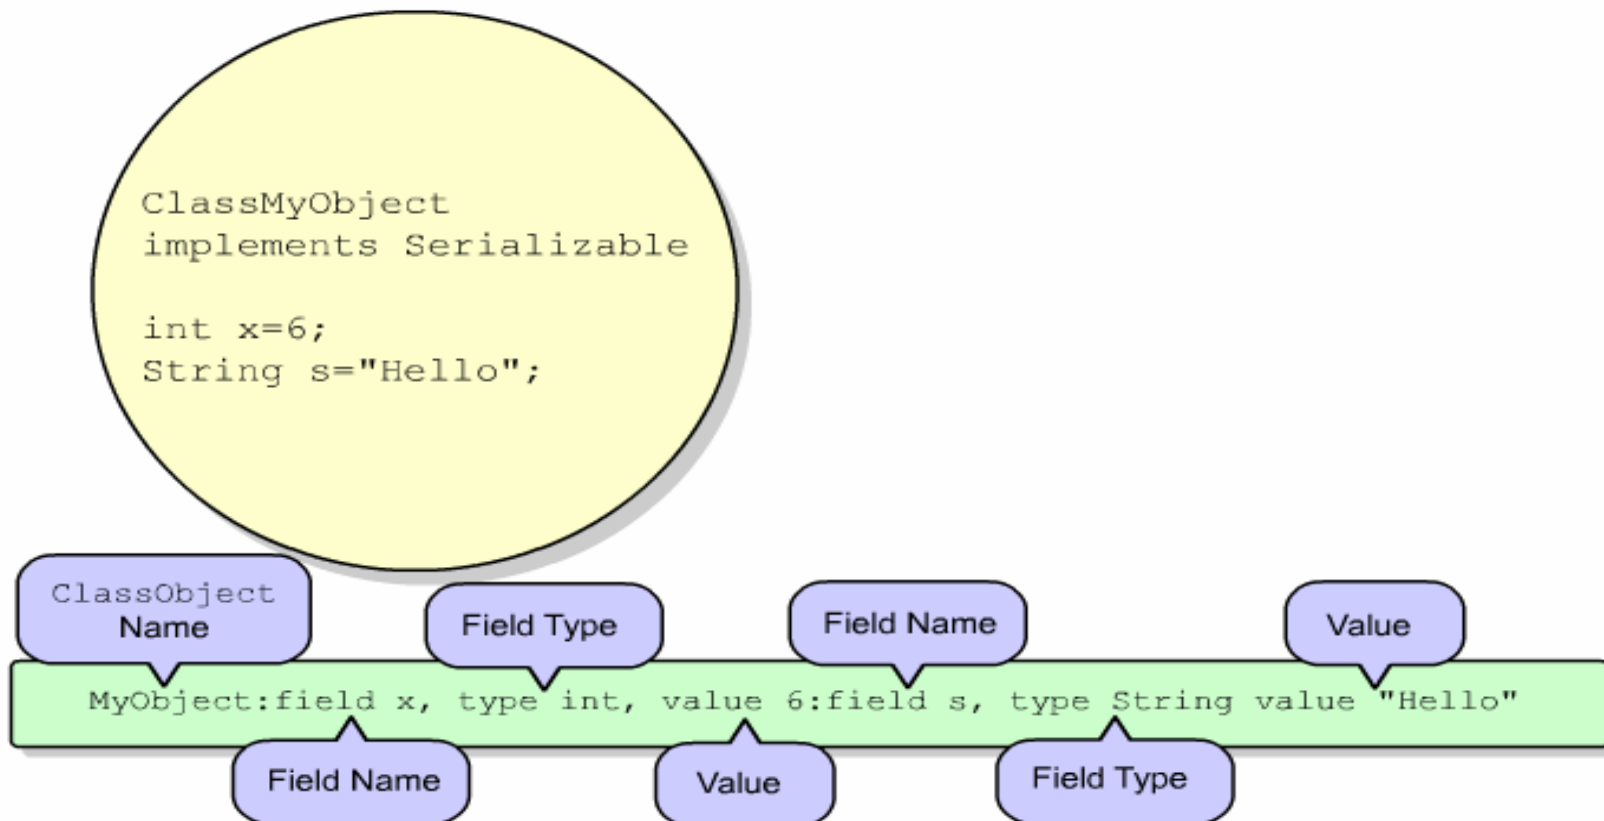 ClassMyObject
implements Serializable
int x=6;
String s="Hello";
ClassObject
Name
Field Type
Field Name
Value
MyObject:field x, type int, value 6:field s, type String value "Hello"
Field Name
Value
Field Type